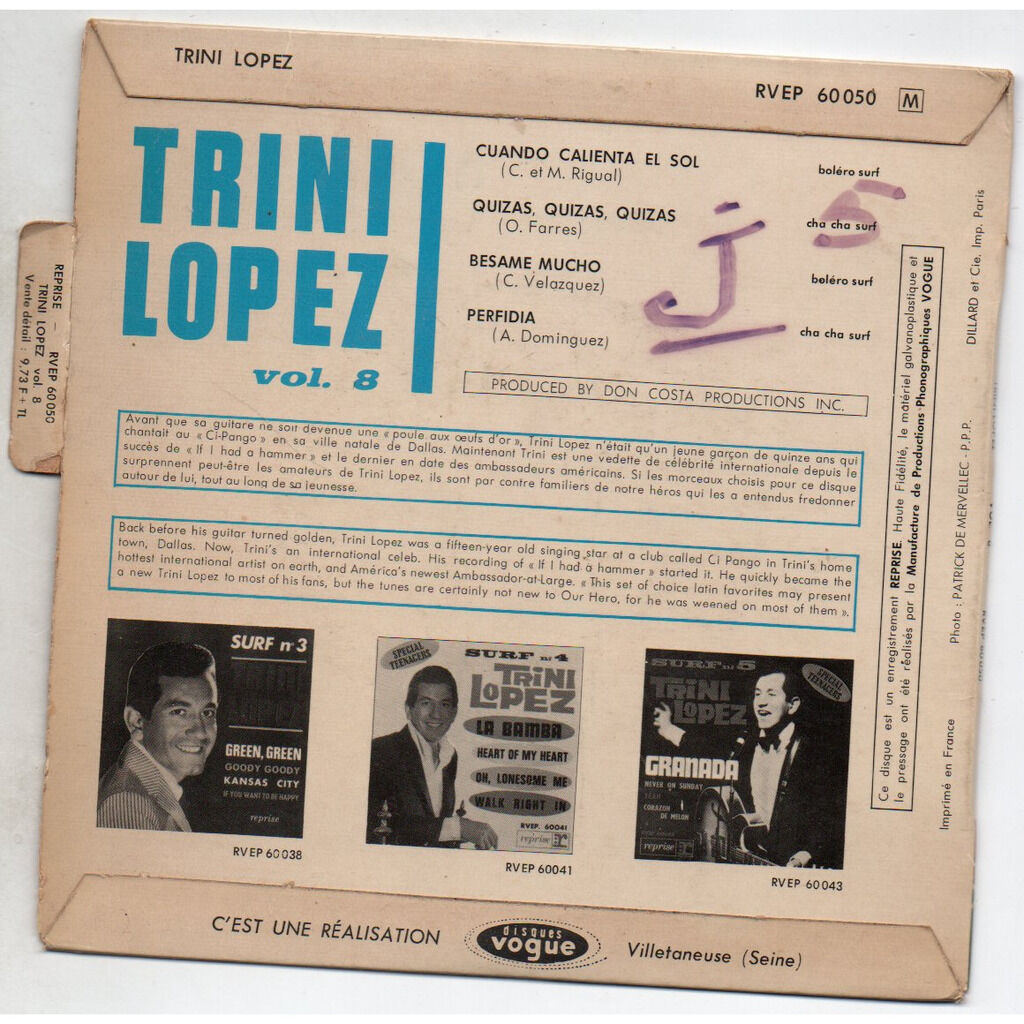 TRINI LOPEZ
RVEP 60050 M
TRINI
LOPEZ
vol. 8
CUANDO CALIENTA EL SOL boléro surf
(C. et M. Rigual)
QUIZAS, QUIZAS, QUIZAS cha cha surf
(O. Farres)
BESAME MUCHO boléro surf
(C. Velazquez)
PERFIDIA cha cha surf
(A. Dominguez)
J 5
PRODUCED BY DON COSTA PRODUCTIONS INC.
REPRISE – RVEP 60050
TRINI LOPEZ vol. 8
Vente détail : 9,73 F + TL
Avant que sa guitare ne soit devenue une « poule aux œufs d'or », Trini Lopez n'était qu'un jeune garçon de quinze ans qui
chantait au « Ci-Pango » en sa ville natale de Dallas. Maintenant Trini est une vedette de célébrité internationale depuis le
succès de « If I had a hammer » et le dernier en date des ambassadeurs américains. Si les morceaux choisis pour ce disque
surprennent peut-être les amateurs de Trini Lopez, ils sont par contre familiers de notre héros qui les a entendus fredonner
autour de lui, tout au long de sa jeunesse.
Back before his guitar turned golden, Trini Lopez was a fifteen-year old singing star at a club called Ci Pango in Trini's home
town, Dallas. Now, Trini's an international celeb. His recording of « If I had a hammer » started it. He quickly became the
hottest international artist on earth, and América's newest Ambassador-at-Large. « This set of choice latin favorites may present
a new Trini Lopez to most of his fans, but the tunes are certainly not new to Our Hero, for he was weened on most of them ».
SURF n° 3
TRINI
LOPEZ
GREEN, GREEN
GOODY GOODY
KANSAS CITY
IF YOU WANT TO BE HAPPY
reprise
RVEP 60038
SPECIAL
TEENAGERS
SURF n° 4
TRINI
LOPEZ
LA BAMBA
HEART OF MY HEART
OH, LONESOME ME
WALK RIGHT IN
RVEP. 60041
reprise r
RVEP 60041
SURF n° 5
SPECIAL
TEENAGERS
TRINI
LOPEZ
GRANADA
NEVER ON SUNDAY
CORAZON
DE MELON
reprise r
RVEP 60043
Ce disque est un enregistrement REPRISE. Haute Fidélité, le matériel galvanoplastique et
le pressage ont été réalisés par la Manufacture de Productions Phonographiques VOGUE
Imprimé en France Photo : PATRICK DE MERVELLEC - P.P.P. DILLARD et Cie. Imp. Paris
C'EST UNE RÉALISATION disques vogue Villetaneuse (Seine)